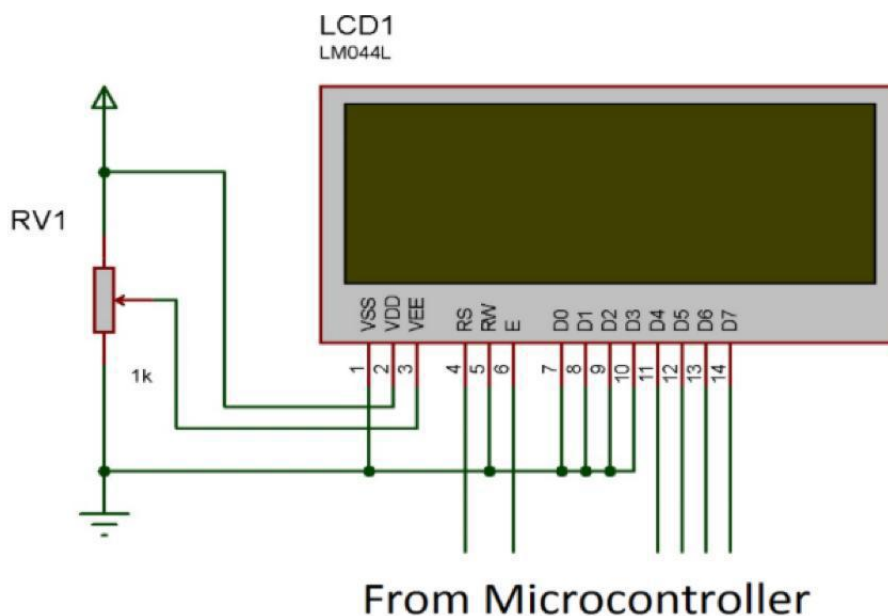 LCD1
LM044L
RV1
1k
VSS
VDD
VEE
RS
RW
E
D0
D1
D2
D3
D4
D5
D6
D7
1
2
3
4
5
6
7
8
9
10
11
12
13
14
From Microcontroller